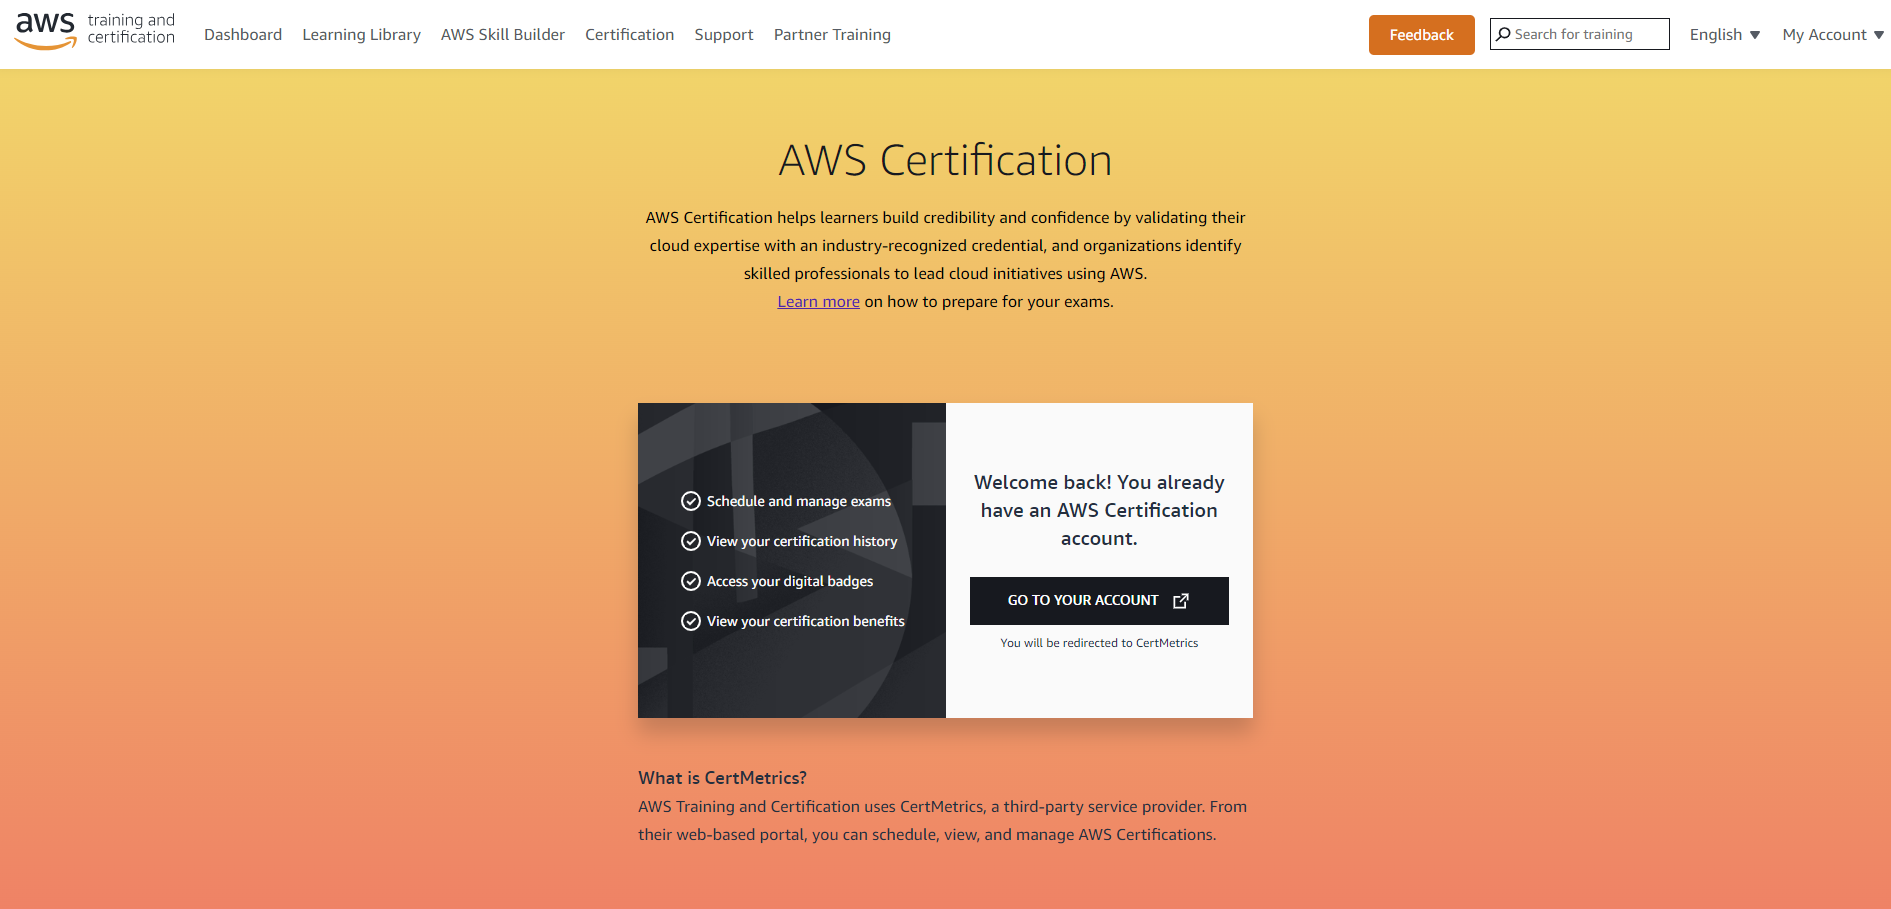 aws training and certification
Dashboard
Learning Library
AWS Skill Builder
Certification
Support
Partner Training
Feedback
Search for training
English
My Account
AWS Certification
AWS Certification helps learners build credibility and confidence by validating their
cloud expertise with an industry-recognized credential, and organizations identify
skilled professionals to lead cloud initiatives using AWS.
Learn more on how to prepare for your exams.
Schedule and manage exams
View your certification history
Access your digital badges
View your certification benefits
Welcome back! You already
have an AWS Certification
account.
GO TO YOUR ACCOUNT
You will be redirected to CertMetrics
What is CertMetrics?
AWS Training and Certification uses CertMetrics, a third-party service provider. From
their web-based portal, you can schedule, view, and manage AWS Certifications.